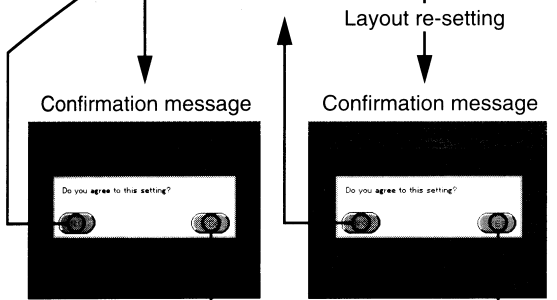 Layout re-setting
Confirmation message
Confirmation message
Do you agree to this setting?
Do you agree to this setting?